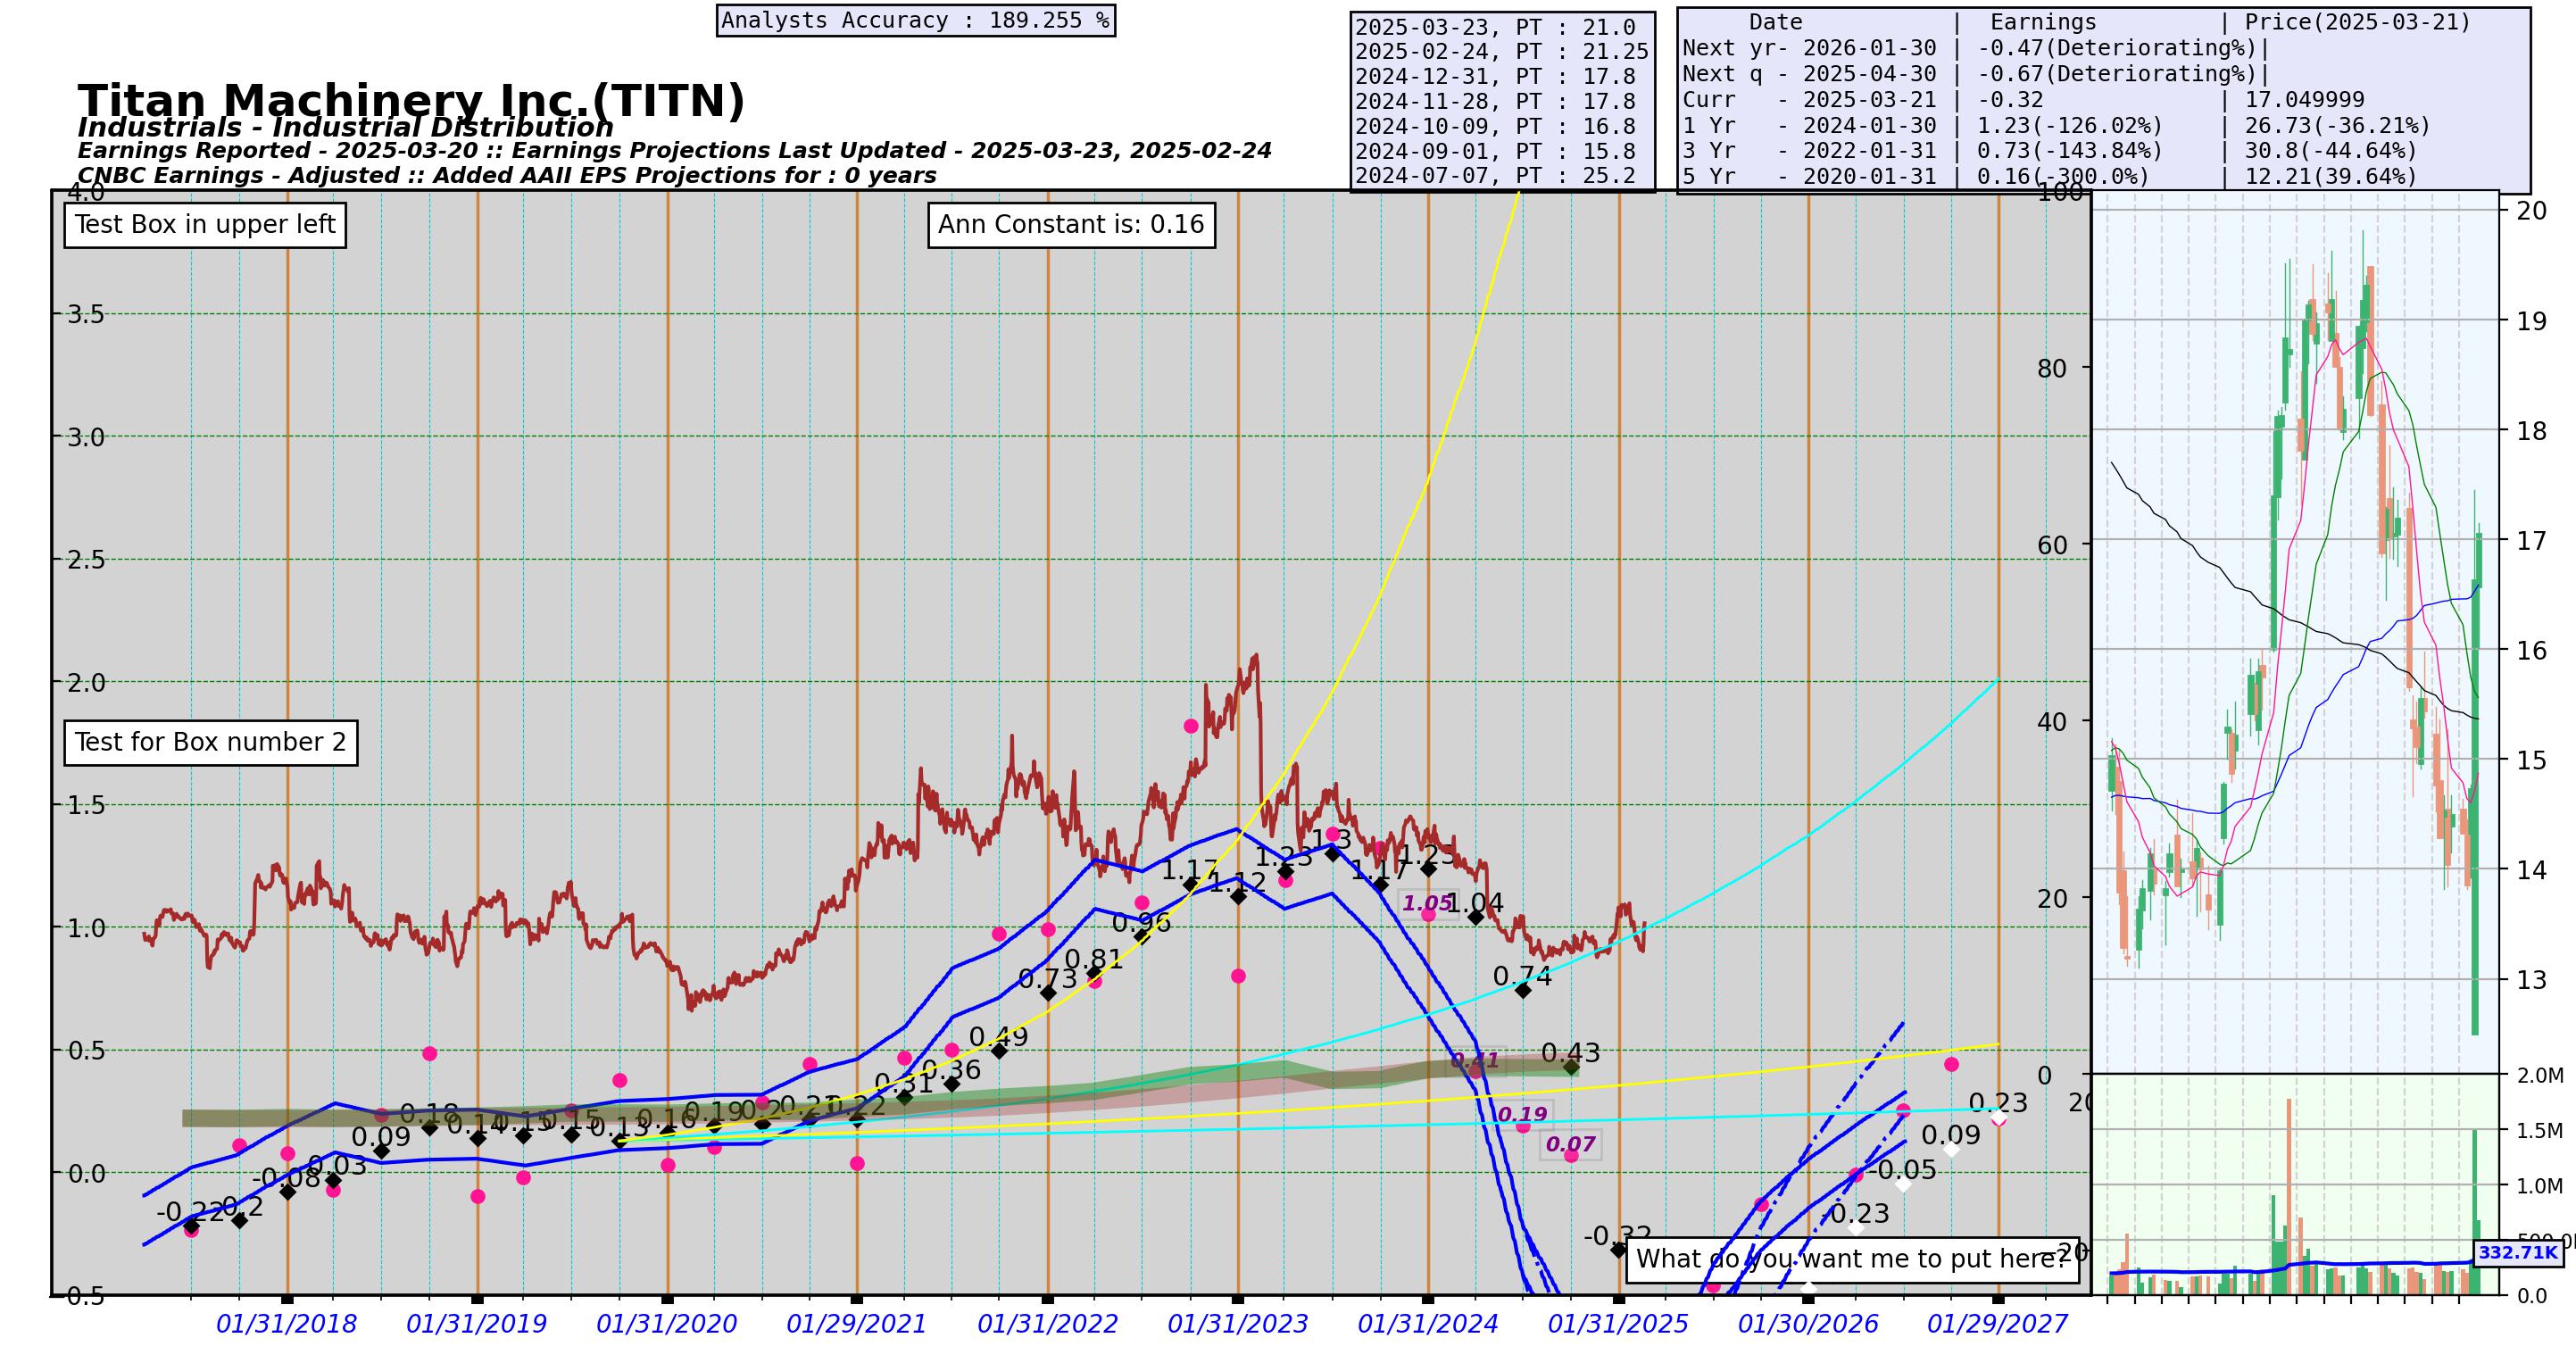 Analysts Accuracy : 189.255 %
2025-03-23, PT : 21.0
2025-02-24, PT : 21.25
2024-12-31, PT : 17.8
2024-11-28, PT : 17.8
2024-10-09, PT : 16.8
2024-09-01, PT : 15.8
2024-07-07, PT : 25.2
Date | Earnings | Price(2025-03-21)
Next yr- 2026-01-30 | -0.47(Deteriorating%)|
Next q - 2025-04-30 | -0.67(Deteriorating%)|
Curr - 2025-03-21 | -0.32 | 17.049999
1 Yr - 2024-01-30 | 1.23(-126.02%) | 26.73(-36.21%)
3 Yr - 2022-01-31 | 0.73(-143.84%) | 30.8(-44.64%)
5 Yr - 2020-01-31 | 0.16(-300.0%) | 12.21(39.64%)
Titan Machinery Inc.(TITN)
Industrials - Industrial Distribution
Earnings Reported - 2025-03-20 :: Earnings Projections Last Updated - 2025-03-23, 2025-02-24
CNBC Earnings - Adjusted :: Added AAII EPS Projections for : 0 years
Test Box in upper left
Ann Constant is: 0.16
Test for Box number 2
What do you want me to put here?
4.0
3.5
3.0
2.5
2.0
1.5
1.0
0.5
0.0
-0.5
100
80
60
40
20
0
-20
20
19
18
17
16
15
14
13
2.0M
1.5M
1.0M
0.0
332.71K
20
-0.22
-0.2
-0.08
0.03
0.09
0.18
0.14
0.15
0.15
0.13
0.16
0.19
0.2
0.22
0.31
0.36
0.49
0.73
0.81
0.96
1.17
1.12
1.23
1.3
1.17
1.23
1.05
1.04
0.41
0.74
0.19
0.43
0.07
-0.32
-0.23
-0.05
0.09
0.23
01/31/2018
01/31/2019
01/31/2020
01/29/2021
01/31/2022
01/31/2023
01/31/2024
01/31/2025
01/30/2026
01/29/2027